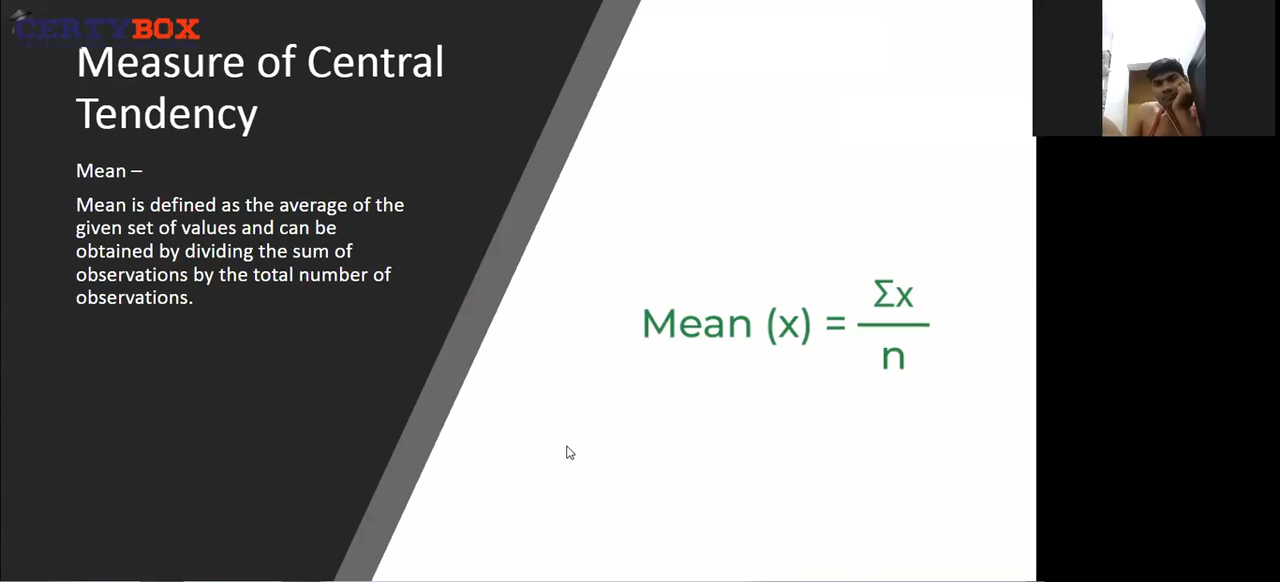 CERTYBOX
Measure of Central
Tendency
Mean –
Mean is defined as the average of the
given set of values and can be
obtained by dividing the sum of
observations by the total number of
observations.
Mean (x) = Σx
n